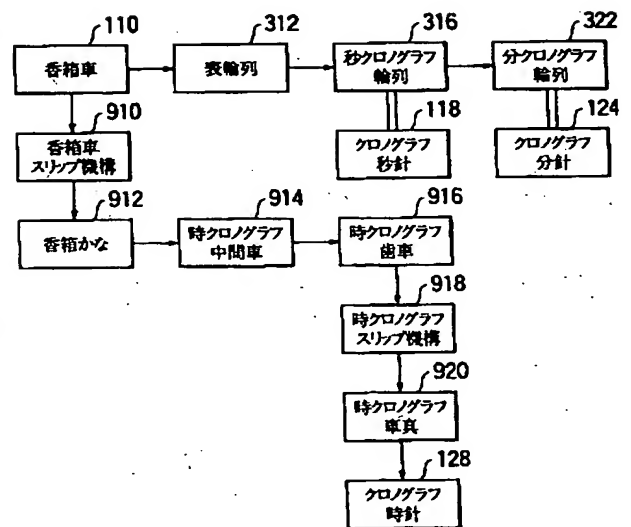 110
312
316
322
香箱車
表輪列
秒クロノグラフ
輪列
分クロノグラフ
輪列
910
118
124
香箱車
スリップ機構
クロノグラフ
秒針
クロノグラフ
分針
912
914
916
香箱かな
時クロノグラフ
中間車
時クロノグラフ
歯車
918
時クロノグラフ
スリップ機構
920
時クロノグラフ
車真
128
クロノグラフ
時針